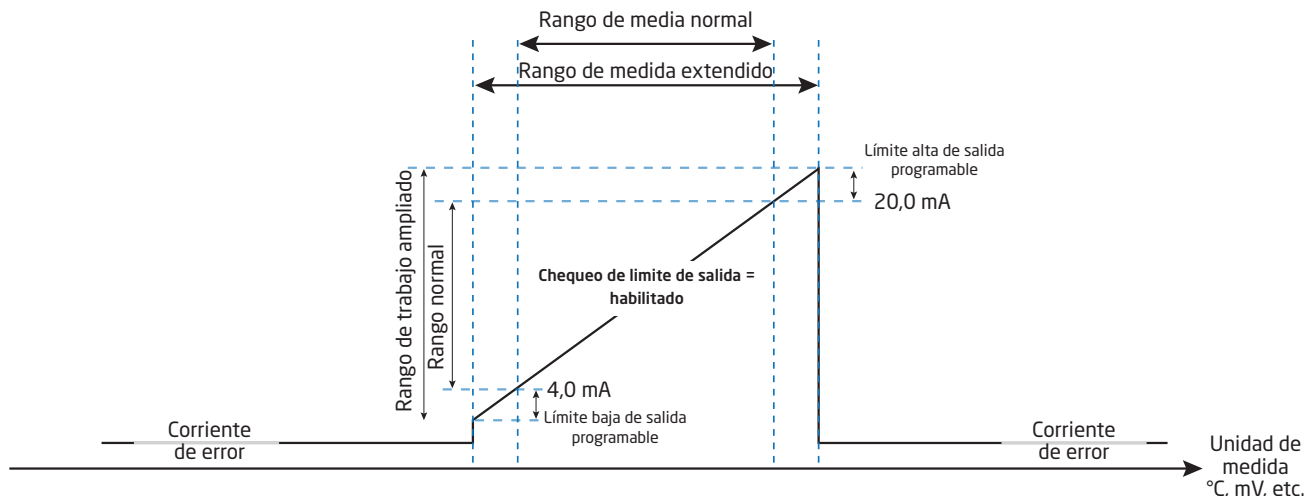 Rango de media normal
Rango de medida extendido
Límite alta de salida
programable
20,0 mA
Rango de trabajo ampliado
Rango normal
Chequeo de limite de salida =
habilitado
4,0 mA
Límite baja de salida
programable
Corriente
de error
Corriente
de error
Unidad de
medida
°C, mV, etc.